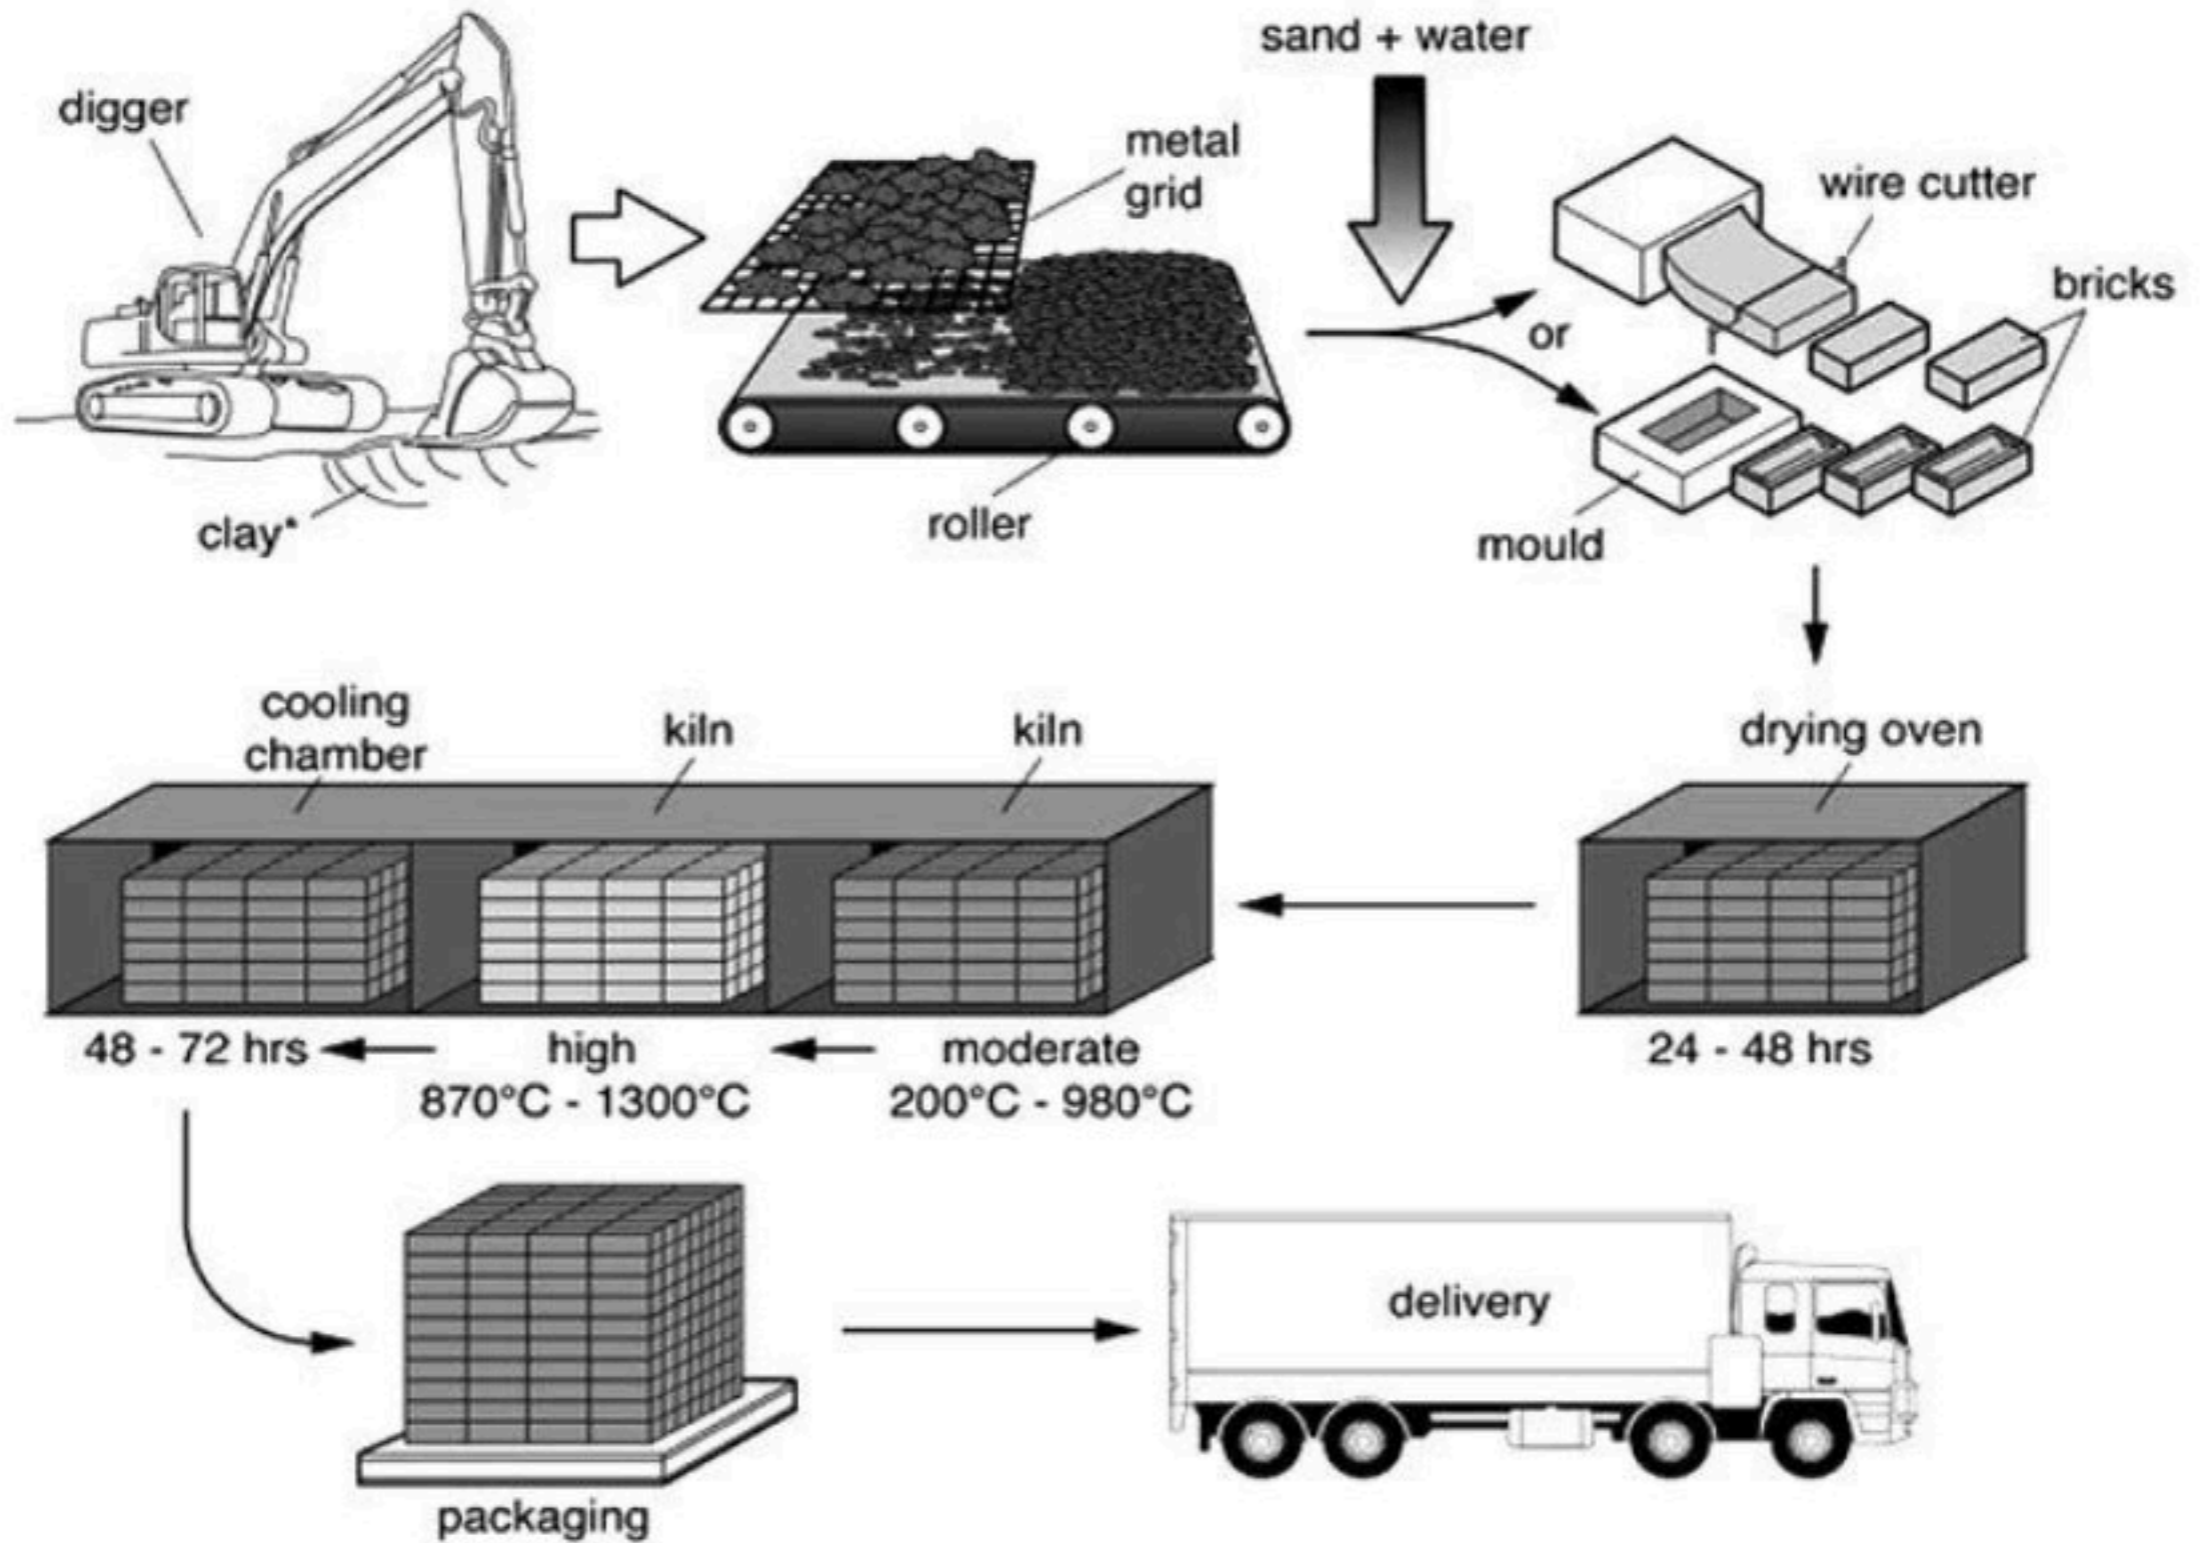 digger
clay*
metal
grid
roller
sand + water
or
wire cutter
bricks
mould
drying oven
24 - 48 hrs
kiln
moderate
200°C - 980°C
kiln
high
870°C - 1300°C
cooling
chamber
48 - 72 hrs
packaging
delivery